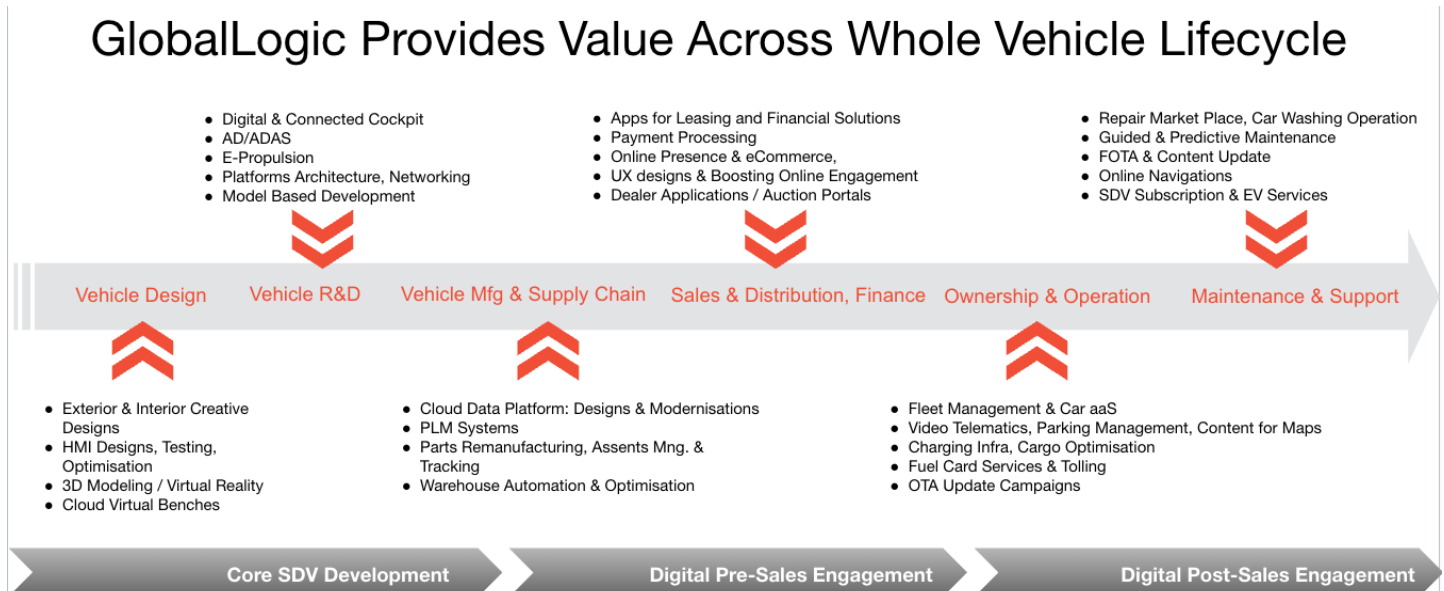 GlobalLogic Provides Value Across Whole Vehicle Lifecycle
● Digital & Connected Cockpit
● AD/ADAS
● E-Propulsion
● Platforms Architecture, Networking
● Model Based Development
● Apps for Leasing and Financial Solutions
● Payment Processing
● Online Presence & eCommerce,
● UX designs & Boosting Online Engagement
● Dealer Applications / Auction Portals
● Repair Market Place, Car Washing Operation
● Guided & Predictive Maintenance
● FOTA & Content Update
● Online Navigations
● SDV Subscription & EV Services
Vehicle Design
Vehicle R&D
Vehicle Mfg & Supply Chain
Sales & Distribution, Finance
Ownership & Operation
Maintenance & Support
● Exterior & Interior Creative
Designs
● HMI Designs, Testing,
Optimisation
● 3D Modeling / Virtual Reality
● Cloud Virtual Benches
● Cloud Data Platform: Designs & Modernisations
● PLM Systems
● Parts Remanufacturing, Assents Mng. &
Tracking
● Warehouse Automation & Optimisation
● Fleet Management & Car aaS
● Video Telematics, Parking Management, Content for Maps
● Charging Infra, Cargo Optimisation
● Fuel Card Services & Tolling
● OTA Update Campaigns
Core SDV Development
Digital Pre-Sales Engagement
Digital Post-Sales Engagement